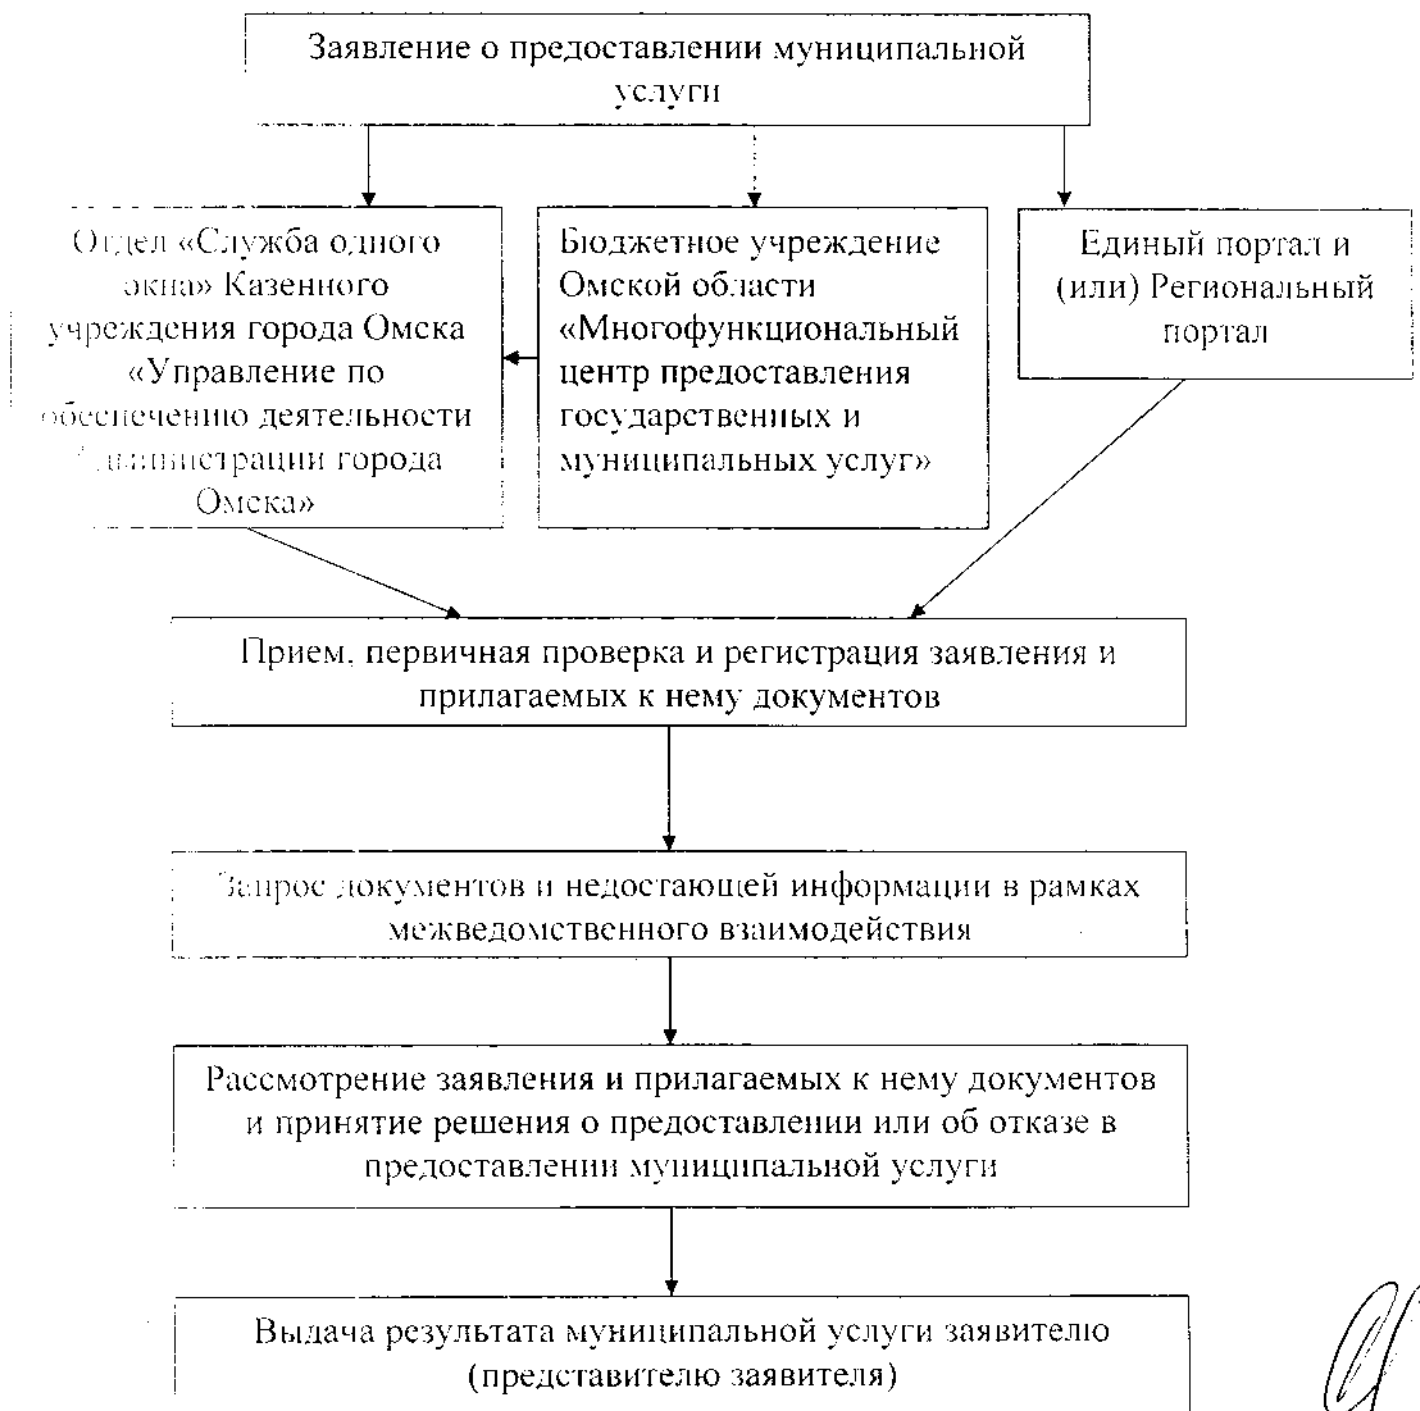 Заявление о предоставлении муниципальной
услуги
Отдел «Служба одного
окна» Казенного
учреждения города Омска
«Управление по
обеспечению деятельности
Администрации города
Омска»
Бюджетное учреждение
Омской области
«Многофункциональный
центр предоставления
государственных и
муниципальных услуг»
Единый портал и
(или) Региональный
портал
Прием, первичная проверка и регистрация заявления и
прилагаемых к нему документов
Запрос документов и недостающей информации в рамках
межведомственного взаимодействия
Рассмотрение заявления и прилагаемых к нему документов
и принятие решения о предоставлении или об отказе в
предоставлении муниципальной услуги
Выдача результата муниципальной услуги заявителю
(представителю заявителя)